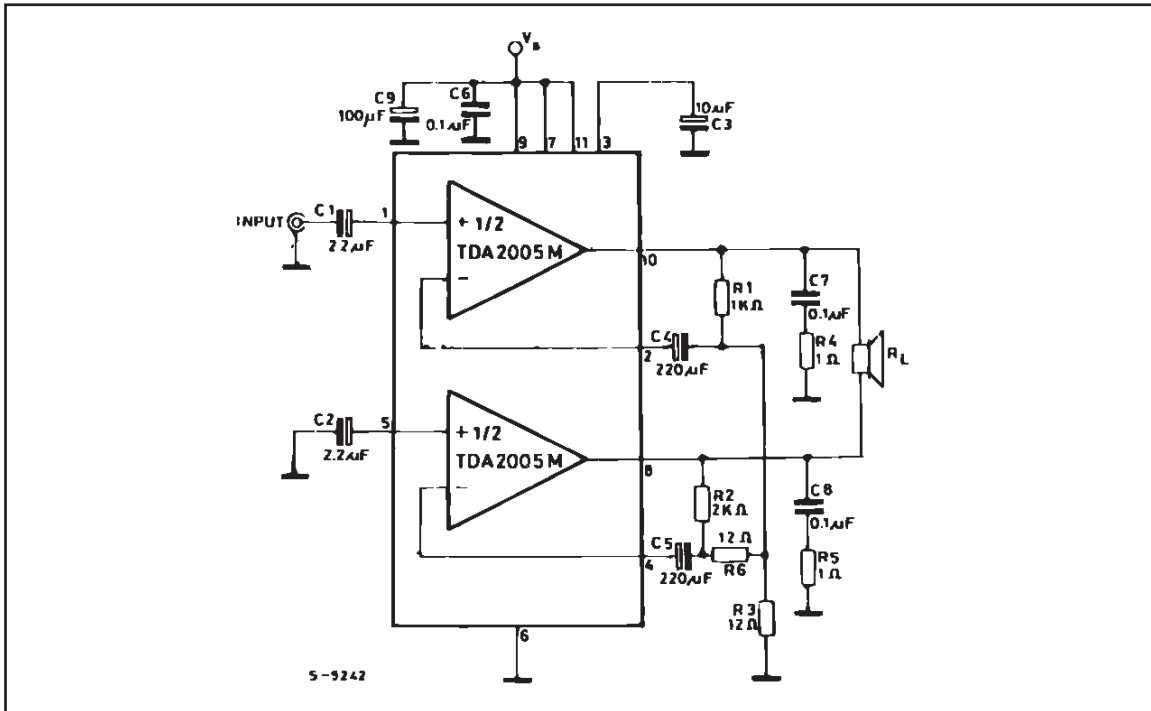 Vs
C9
100µF
C6
0.1µF
10µF
C3
9
7
11
3
INPUT
C1
2.2µF
1
+ 1/2
TDA2005M
−
10
R1
1KΩ
C7
0.1µF
R4
1Ω
RL
2
C4
220µF
C2
2.2µF
5
+ 1/2
TDA2005M
−
8
R2
2KΩ
C8
0.1µF
4
C5
220µF
12Ω
R6
R5
1Ω
R3
12Ω
6
5-9242